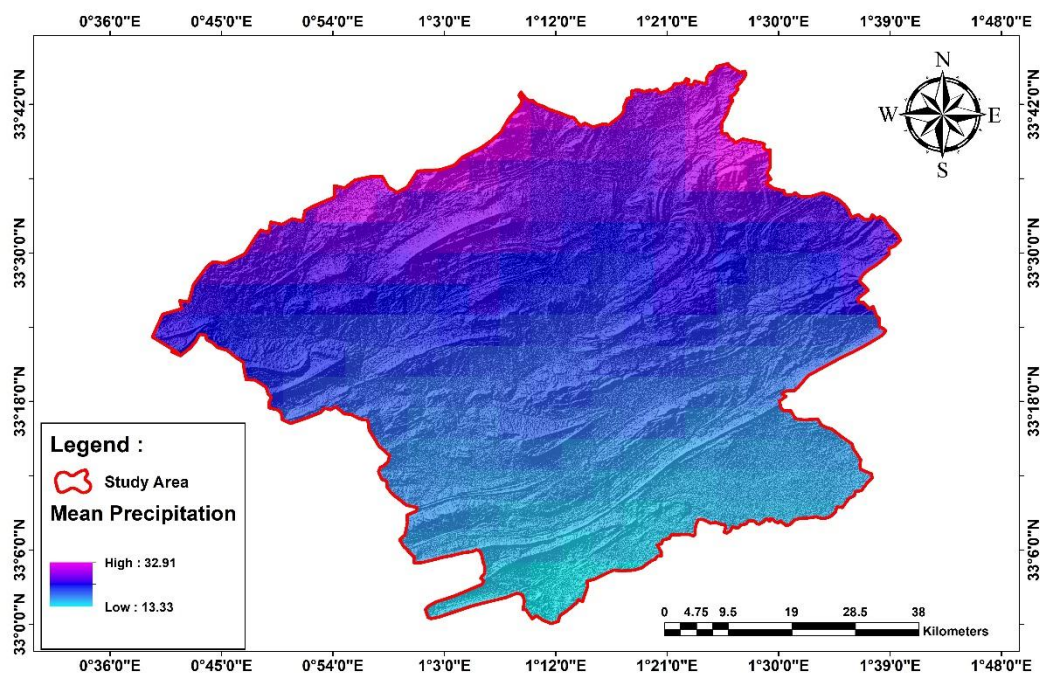 0°36'0"E 0°45'0"E 0°54'0"E 1°3'0"E 1°12'0"E 1°21'0"E 1°30'0"E 1°39'0"E 1°48'0"E
33°42'0"N 33°42'0"N
N
W E
S
33°30'0"N 33°30'0"N
33°18'0"N 33°18'0"N
Legend :
Study Area
Mean Precipitation
High : 32.91
Low : 13.33
33°6'0"N 33°6'0"N
0 4.75 9.5 19 28.5 38
Kilometers
33°0'0"N 33°0'0"N
0°36'0"E 0°45'0"E 0°54'0"E 1°3'0"E 1°12'0"E 1°21'0"E 1°30'0"E 1°39'0"E 1°48'0"E